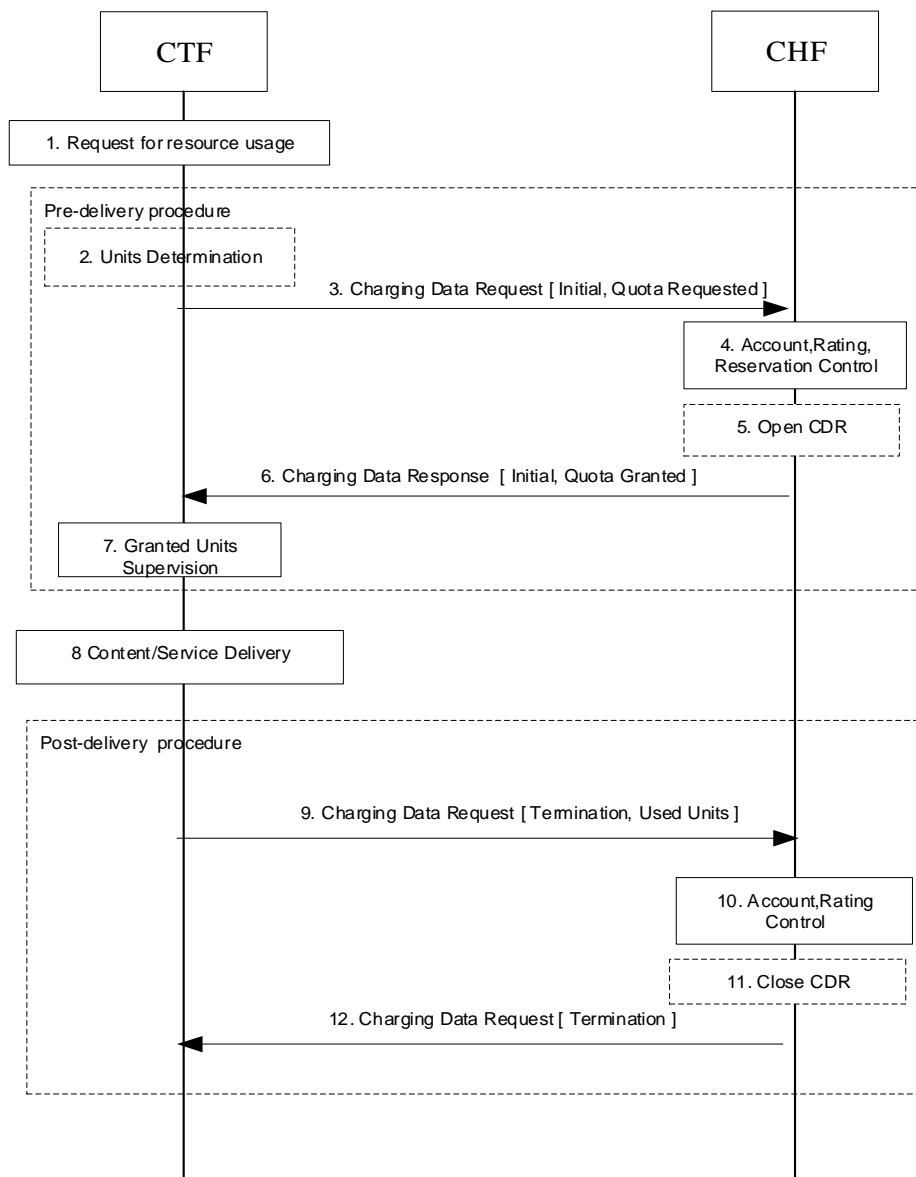 CTF
CHF
1. Request for resource usage
Pre-delivery procedure
2. Units Determination
3. Charging Data Request [ Initial, Quota Requested ]
4. Account,Rating,
Reservation Control
5. Open CDR
6. Charging Data Response [ Initial, Quota Granted ]
7. Granted Units
Supervision
8 Content/Service Delivery
Post-delivery procedure
9. Charging Data Request [ Termination, Used Units ]
10. Account,Rating
Control
11. Close CDR
12. Charging Data Request [ Termination ]